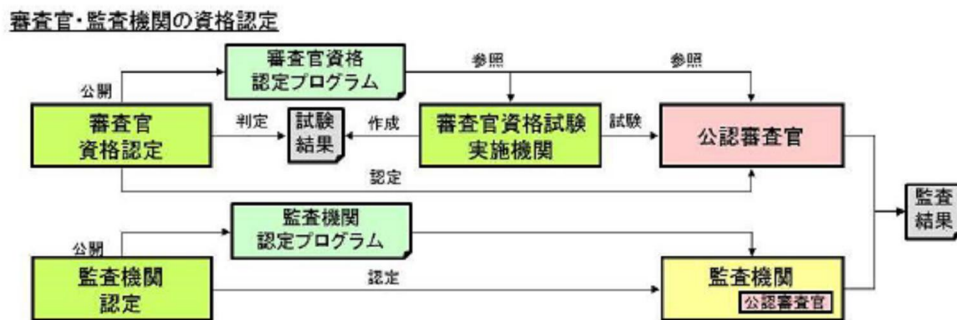 審査官・監査機関の資格認定
審査官資格
認定プログラム
参照
参照
公開
審査官
資格認定
判定
試験
結果
作成
審査官資格試験
実施機関
試験
公認審査官
認定
監査
結果
監査機関
認定プログラム
公開
監査機関
認定
認定
監査機関
公認審査官